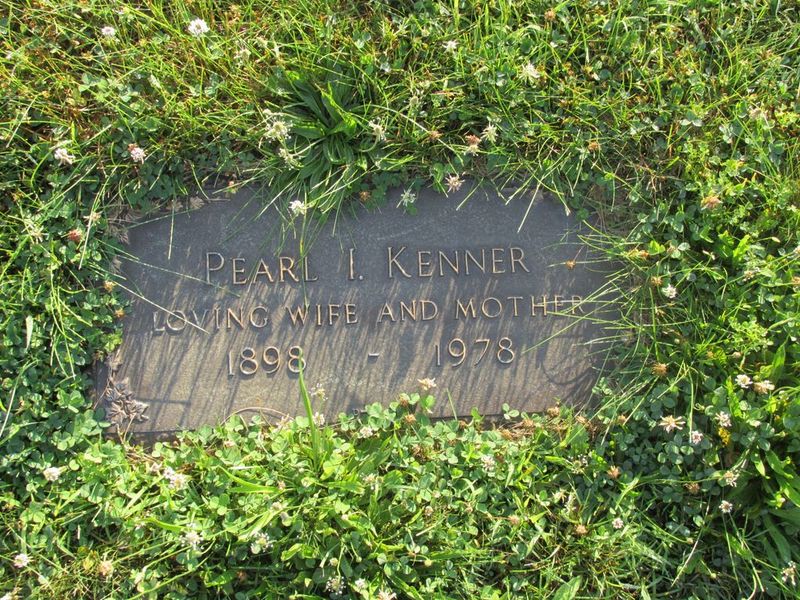 PEARL I. KENNER
LOVING WIFE AND MOTHER
1898 - 1978